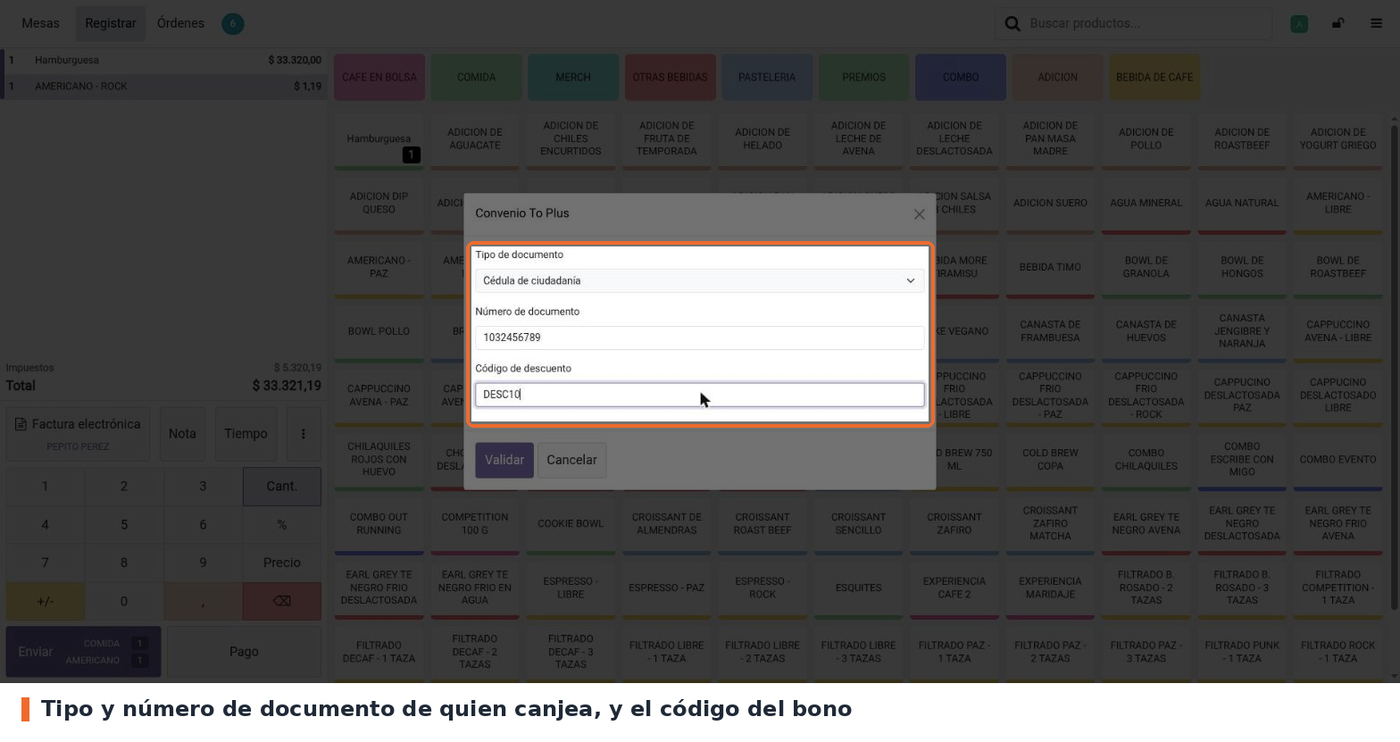 Mesas
Registrar
Órdenes
6
Buscar productos...
A
1 Hamburguesa $ 33.320,00
1 AMERICANO - ROCK $ 1,19
CAFE EN BOLSA
COMIDA
MERCH
OTRAS BEBIDAS
PASTELERIA
PREMIOS
COMBO
ADICION
BEBIDA DE CAFE
Hamburguesa
1
ADICION DE
AGUACATE
ADICION DE
CHILES
ENCURTIDOS
ADICION DE
FRUTA DE
TEMPORADA
ADICION DE
HELADO
ADICION DE
LECHE DE
AVENA
ADICION DE
LECHE
DESLACTOSADA
ADICION DE
PAN MASA
MADRE
ADICION DE
POLLO
ADICION DE
ROASTBEEF
ADICION DE
YOGURT GRIEGO
ADICION DIP
QUESO
ADICION SUERO
AGUA MINERAL
AGUA NATURAL
AMERICANO -
LIBRE
AMERICANO -
PAZ
BEBIDA TIMO
BOWL DE
GRANOLA
BOWL DE
HONGOS
BOWL DE
ROASTBEEF
BOWL POLLO
CANASTA DE
FRAMBUESA
CANASTA DE
HUEVOS
CANASTA
JENGIBRE Y
NARANJA
CAPPUCCINO
AVENA - LIBRE
CAPPUCCINO
AVENA - PAZ
CAPPUCCINO
FRIO
DESLACTOSADA
- PAZ
CAPPUCCINO
FRIO
DESLACTOSADA
- ROCK
CAPPUCINO
DESLACTOSADO
PAZ
CAPPUCINO
DESLACTOSADO
LIBRE
CHILAQUILES
ROJOS CON
HUEVO
COLD BREW
COPA
COMBO
CHILAQUILES
COMBO
ESCRIBE CON
MIGO
COMBO EVENTO
COMBO OUT
RUNNING
COMPETITION
100 G
COOKIE BOWL
CROISSANT DE
ALMENDRAS
CROISSANT
ROAST BEEF
CROISSANT
SENCILLO
CROISSANT
ZAFIRO
CROISSANT
ZAFIRO
MATCHA
EARL GREY TE
NEGRO AVENA
EARL GREY TE
NEGRO
DESLACTOSADA
EARL GREY TE
NEGRO FRIO
AVENA
EARL GREY TE
NEGRO FRIO
DESLACTOSADA
EARL GREY TE
NEGRO FRIO EN
AGUA
ESPRESSO -
LIBRE
ESPRESSO - PAZ
ESPRESSO -
ROCK
ESQUITES
EXPERIENCIA
CAFE 2
EXPERIENCIA
MARIDAJE
FILTRADO B.
ROSADO - 2
TAZAS
FILTRADO B.
ROSADO - 3
TAZAS
FILTRADO
COMPETITION -
1 TAZA
FILTRADO
DECAF - 1 TAZA
FILTRADO
DECAF - 2
TAZAS
FILTRADO
DECAF - 3
TAZAS
FILTRADO LIBRE
- 1 TAZA
FILTRADO LIBRE
- 2 TAZAS
FILTRADO LIBRE
- 3 TAZAS
FILTRADO PAZ -
1 TAZA
FILTRADO PAZ -
2 TAZAS
FILTRADO PAZ -
3 TAZAS
FILTRADO PUNK
- 1 TAZA
FILTRADO ROCK
- 1 TAZA
Convenio To Plus
Tipo de documento
Cédula de ciudadanía
Número de documento
1032456789
Código de descuento
DESC10
Validar
Cancelar
Impuestos $ 5.320,19
Total $ 33.321,19
Factura electrónica
PEPITO PEREZ
Nota
Tiempo
1 2 3 Cant.
4 5 6 %
7 8 9 Precio
+/- 0 ,
Enviar
COMIDA 1
AMERICANO 1
Pago
Tipo y número de documento de quien canjea, y el código del bono